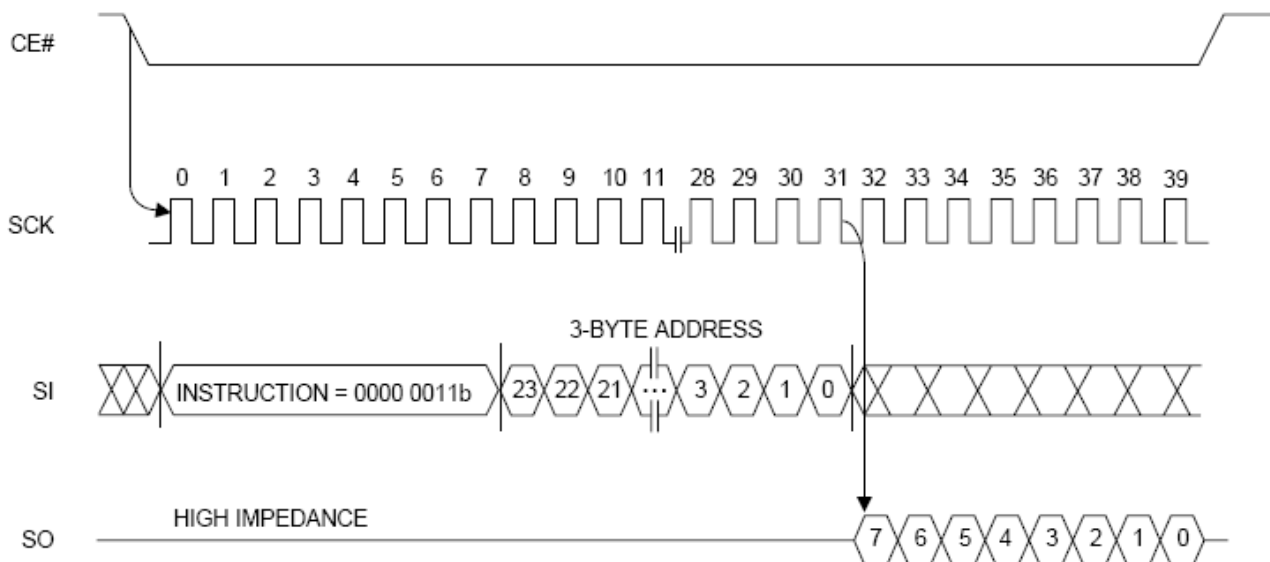 CE#
0 1 2 3 4 5 6 7 8 9 10 11 28 29 30 31 32 33 34 35 36 37 38 39
SCK
3-BYTE ADDRESS
SI INSTRUCTION = 0000 0011b 23 22 21 ... 3 2 1 0
HIGH IMPEDANCE
SO 7 6 5 4 3 2 1 0